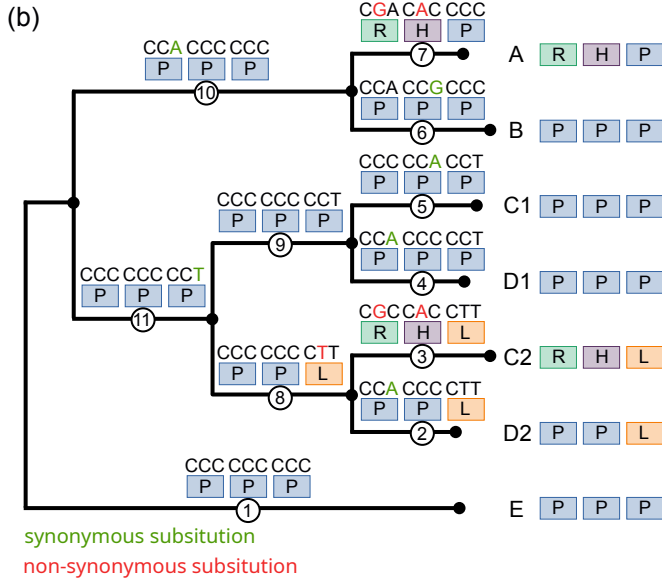 (b)
CGA CAC CCC
R H P
7
A R H P
CCA CCC CCC
P P P
10
CCA CCG CCC
P P P
6
B P P P
CCC CCA CCT
P P P
5
C1 P P P
CCC CCC CCT
P P P
9
CCA CCC CCT
P P P
4
D1 P P P
CCC CCC CCT
P P P
11
CGC CAC CTT
R H L
3
C2 R H L
CCC CCC CTT
P P L
8
CCA CCC CTT
P P L
2
D2 P P L
CCC CCC CCC
P P P
1
E P P P
synonymous subsitution
non-synonymous subsitution